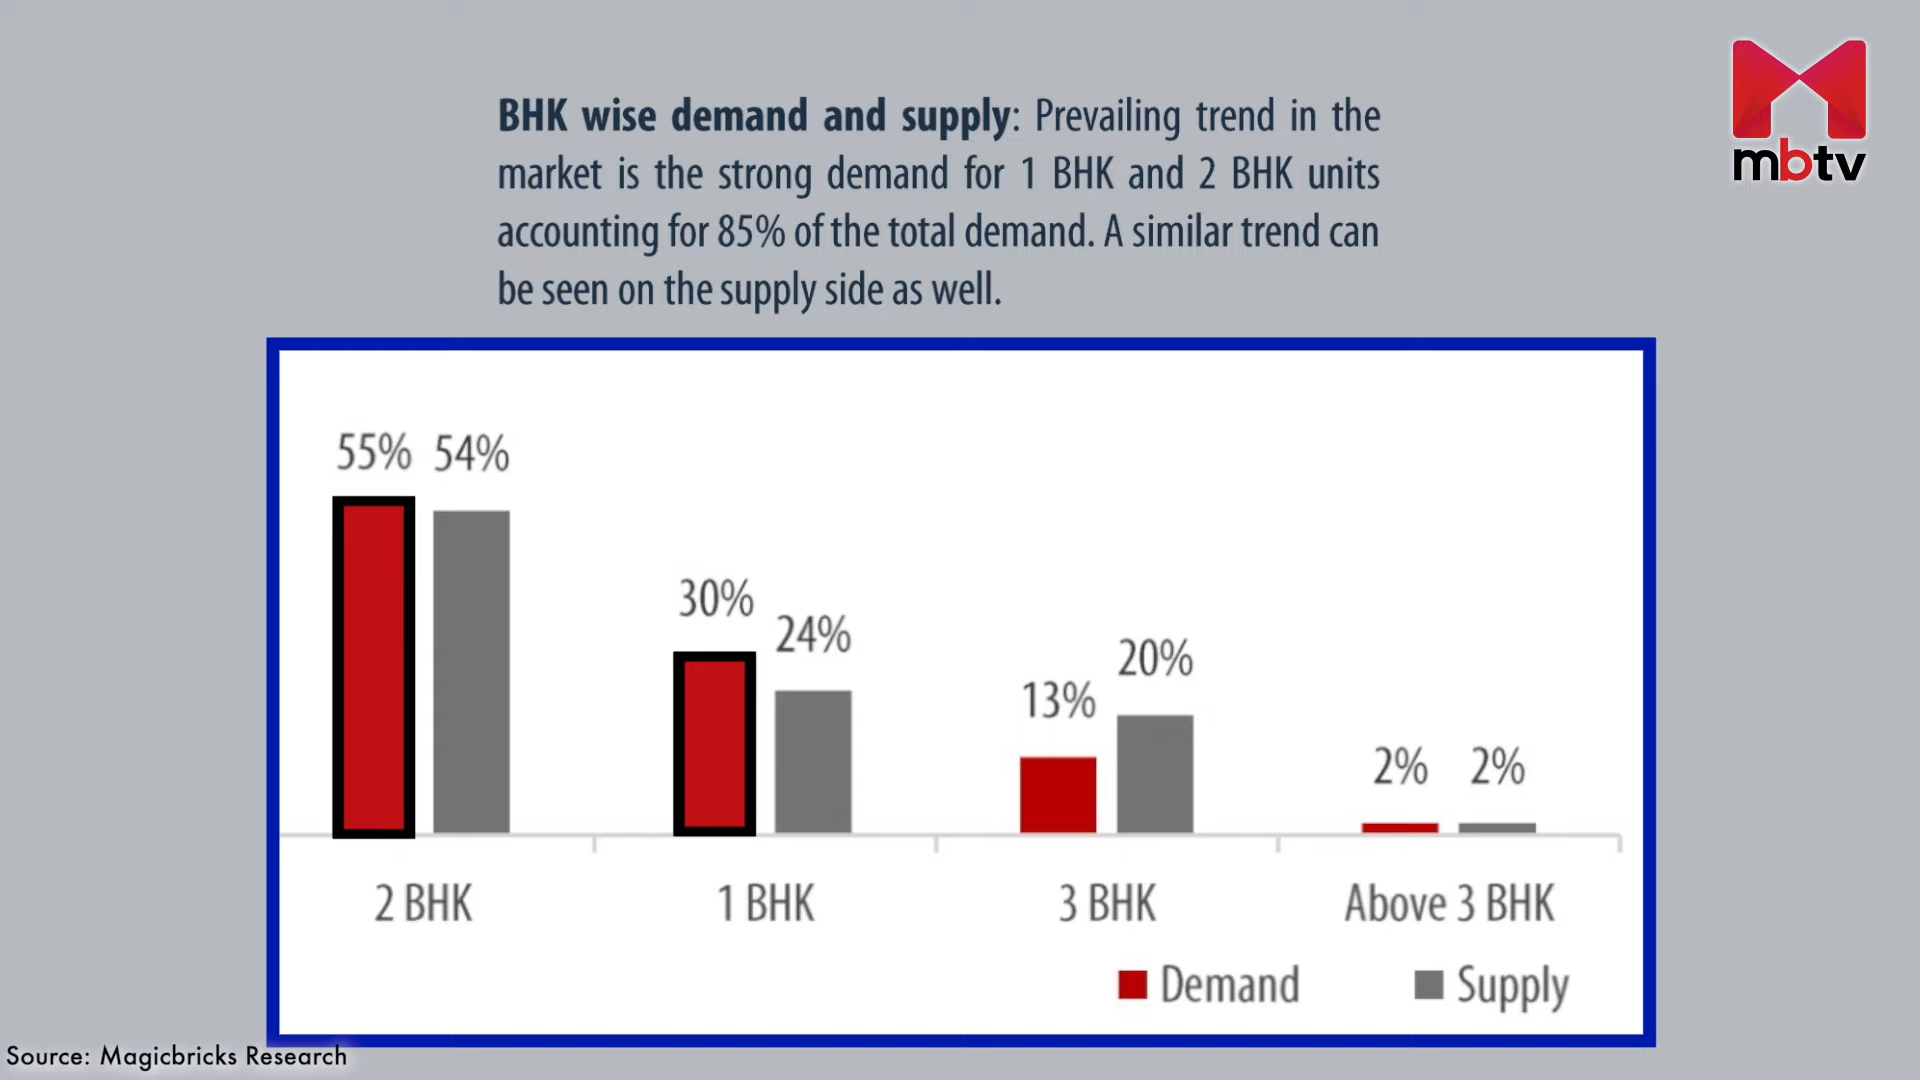 BHK wise demand and supply: Prevailing trend in the
market is the strong demand for 1 BHK and 2 BHK units
accounting for 85% of the total demand. A similar trend can
be seen on the supply side as well.
mbtv
55% 54%
30%
24%
13%
20%
2% 2%
2 BHK
1 BHK
3 BHK
Above 3 BHK
Demand
Supply
Source: Magicbricks Research